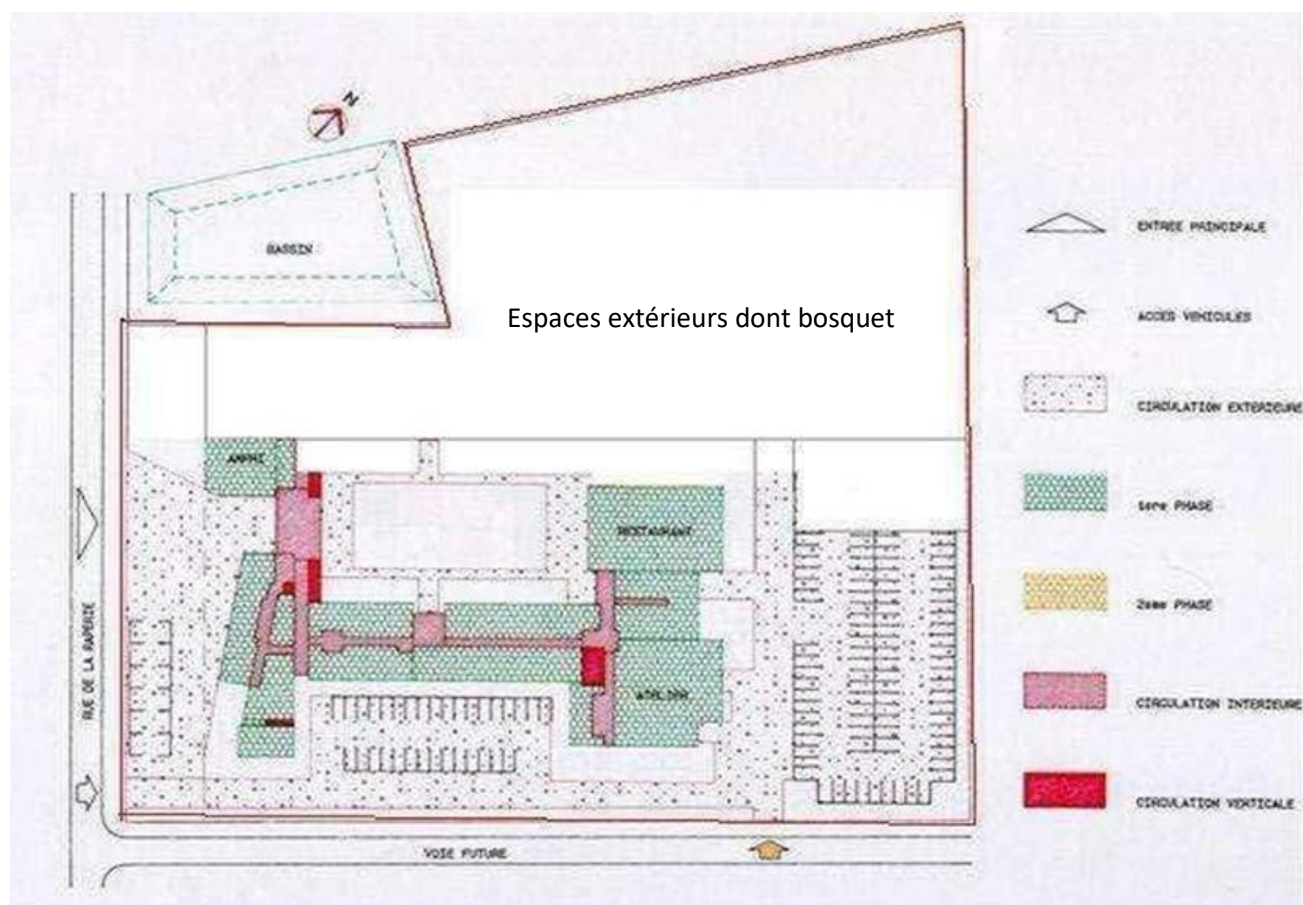 N
BASSIN
Espaces extérieurs dont bosquet
AMPHI
RESTAURANT
ATELIER
RUE DE LA RAPERIE
VOIE FUTURE
ENTREE PRINCIPALE
ACCES VEHICULES
CIRCULATION EXTERIEURE
1ere PHASE
2eme PHASE
CIRCULATION INTERIEURE
CIRCULATION VERTICALE